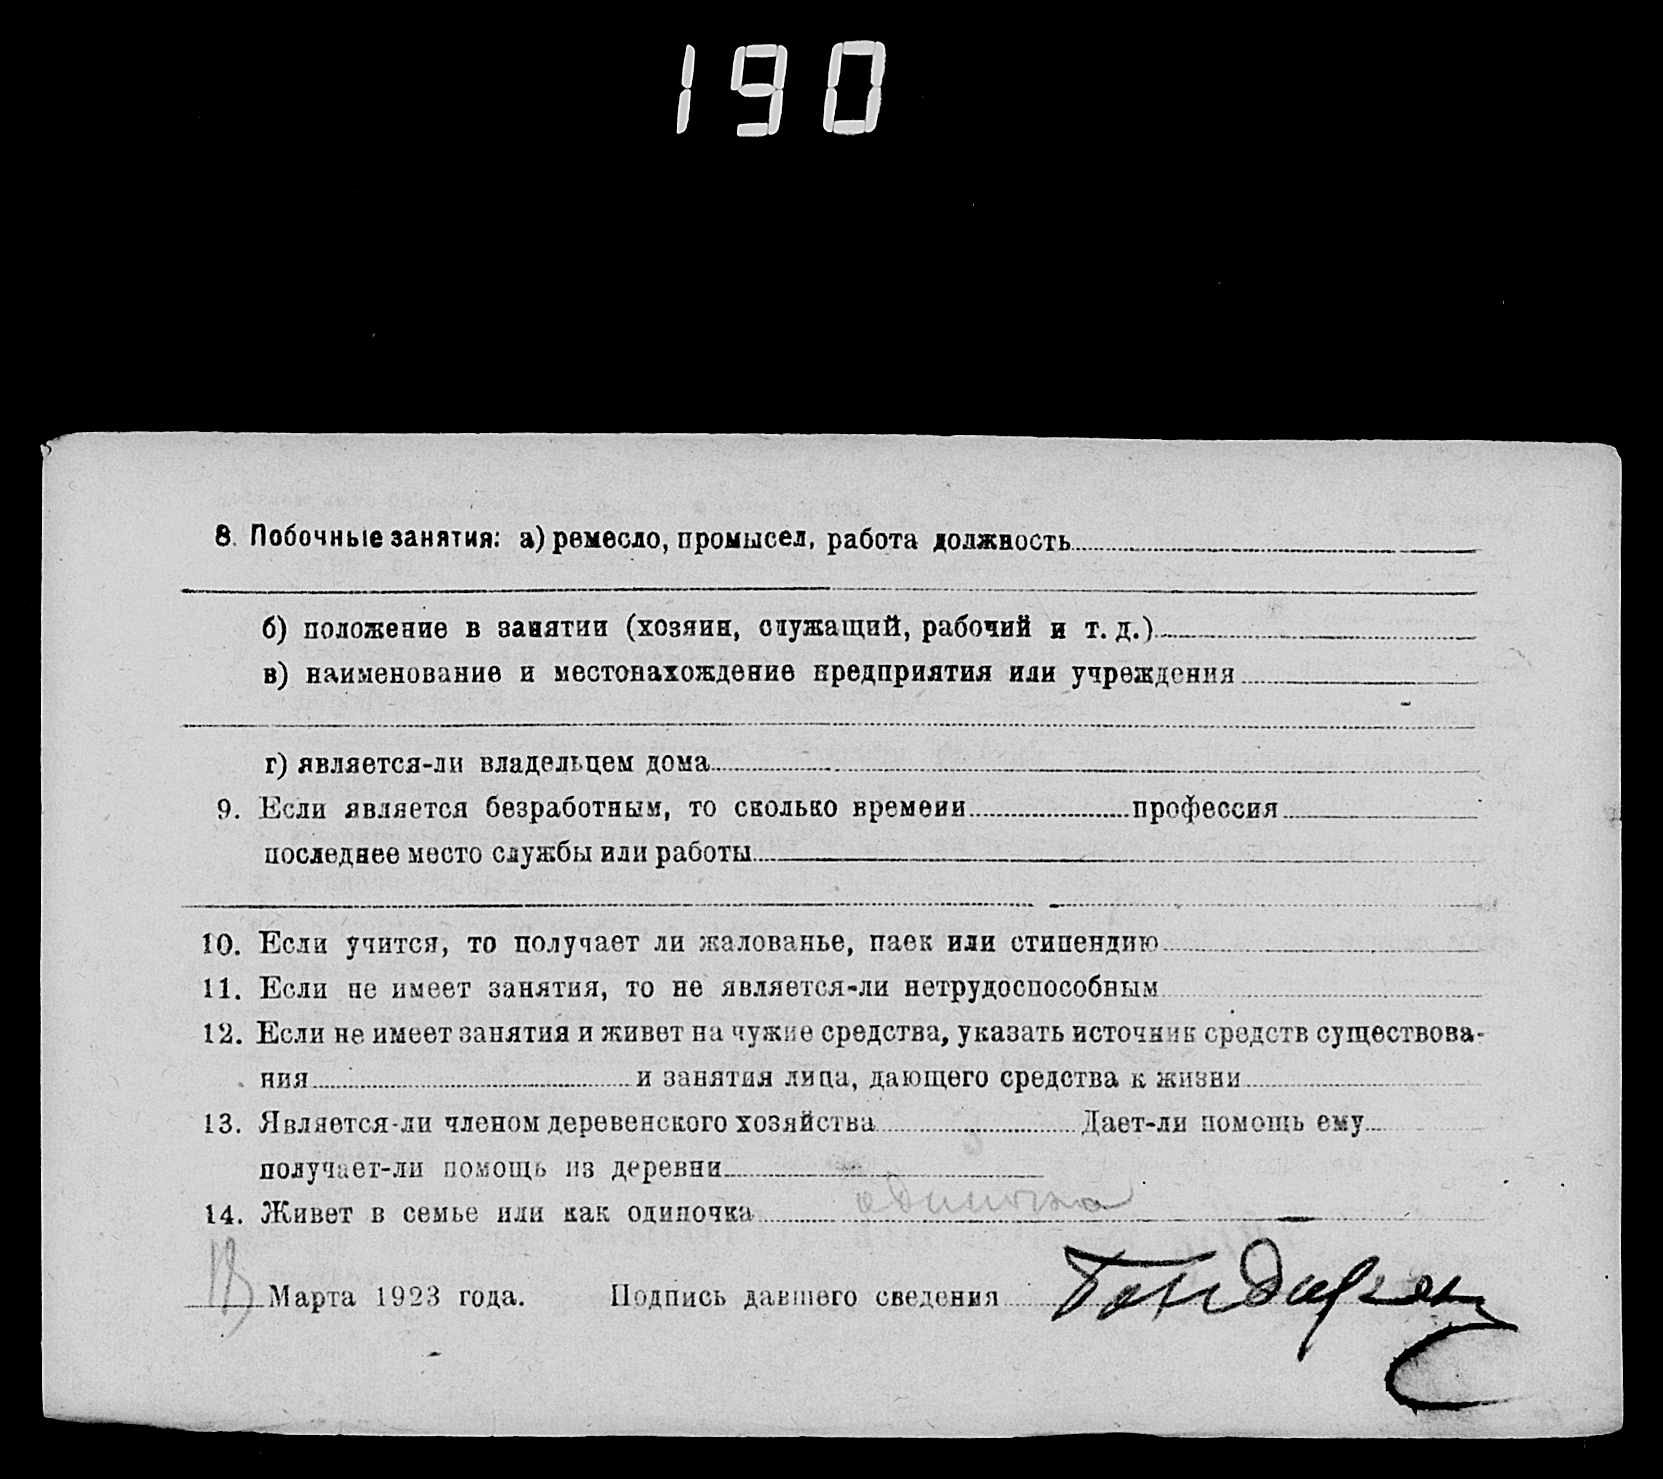 190
8. Побочные занятия: а) ремесло, промысел, работа должность
б) положение в занятии (хозяин, служащий, рабочий и т. д.)
в) наименование и местонахождение предприятия или учреждения
г) является-ли владельцем дома
9. Если является безработным, то сколько времени профессия
последнее место службы или работы
10. Если учится, то получает ли жалованье, паек или стипендию
11. Если не имеет занятия, то не является-ли нетрудоспособным
12. Если не имеет занятия и живет на чужие средства, указать источник средств существова-
ния и занятия лица, дающего средства к жизни
13. Является-ли членом деревенского хозяйства Дает-ли помощь ему
получает-ли помощь из деревни
14. Живет в семье или как одиночка одиночка
Марта 1923 года. Подпись давшего сведения